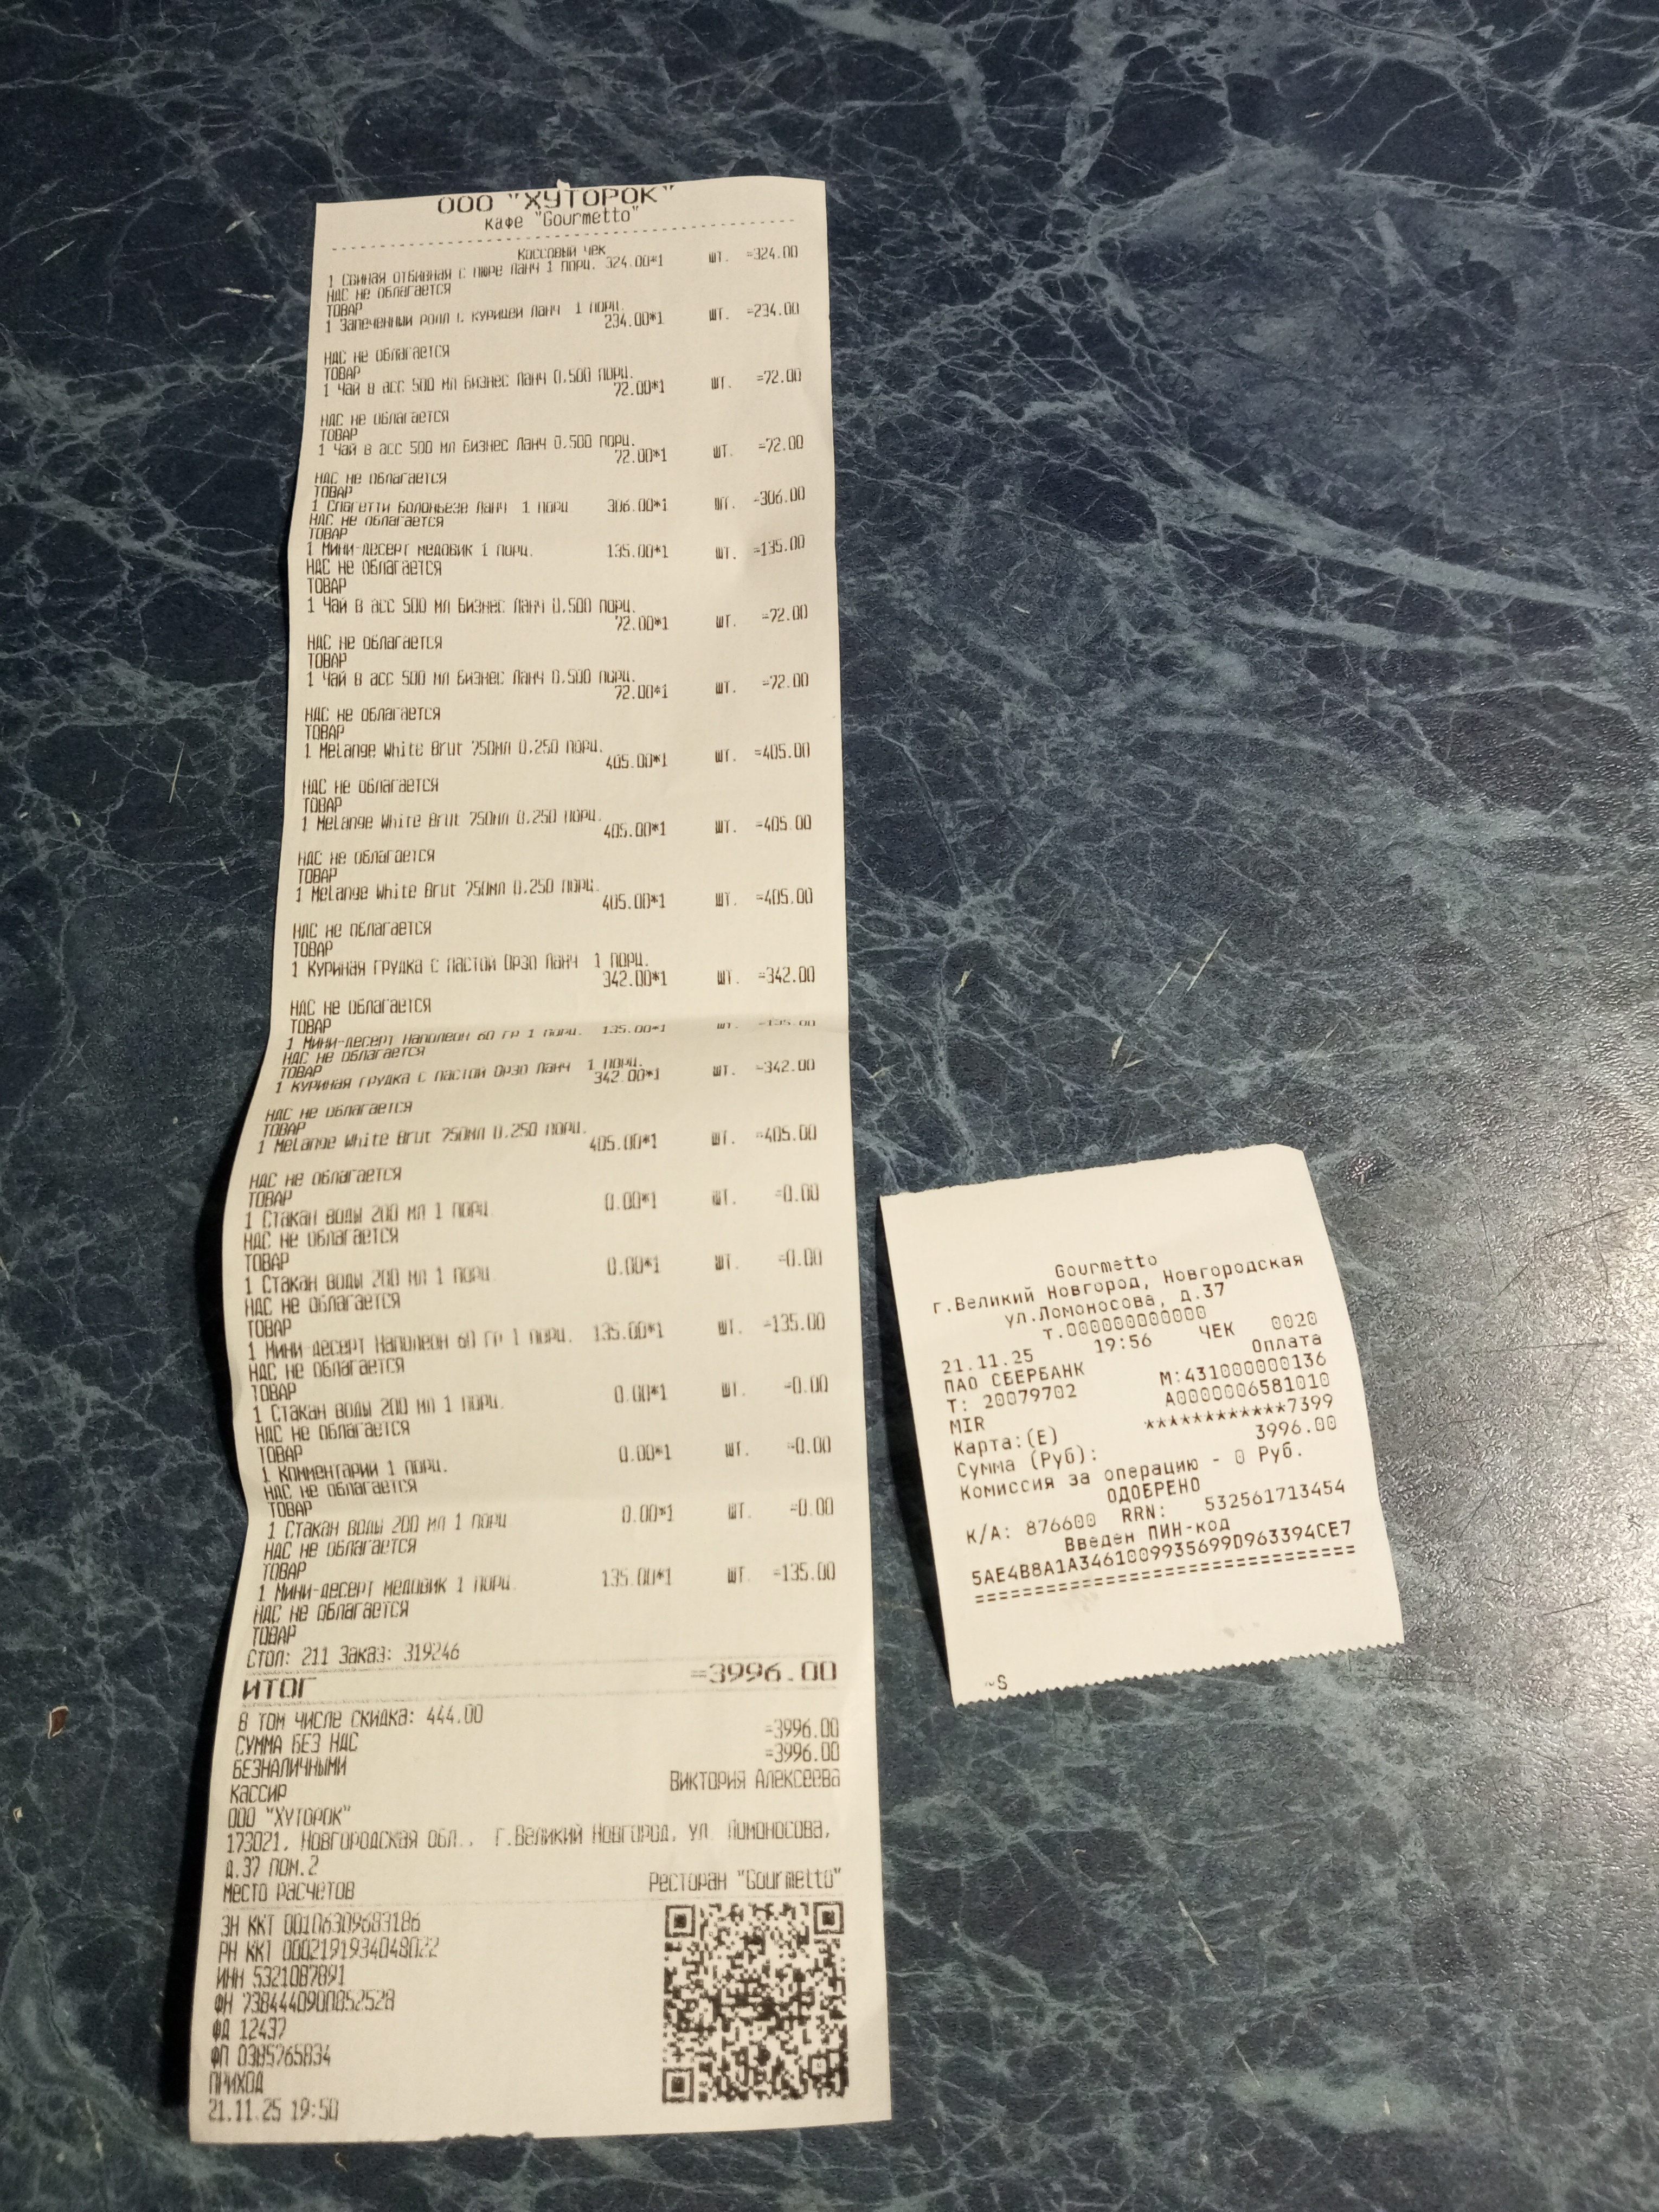 ООО "ХУТОРОК"
Кафе "Gourmetto"
Кассовый чек
1 Свиная отбивная с пюре Ланч 1 порц. 324.00*1 шт. =324.00
НДС не облагается
ТОВАР
1 Запеченный ролл с курицей Ланч 1 порц.
234.00*1 шт. =234.00
НДС не облагается
ТОВАР
1 Чай в асс 500 мл Бизнес Ланч 0.500 порц.
72.00*1 шт. =72.00
НДС не облагается
ТОВАР
1 Чай в асс 500 мл Бизнес Ланч 0.500 порц.
72.00*1 шт. =72.00
НДС не облагается
ТОВАР
1 Спагетти Болоньезе Ланч 1 порц. 306.00*1 шт. =306.00
НДС не облагается
ТОВАР
1 Мини-десерт медовик 1 порц. 135.00*1 шт. =135.00
НДС не облагается
ТОВАР
1 Чай в асс 500 мл Бизнес Ланч 0.500 порц.
72.00*1 шт. =72.00
НДС не облагается
ТОВАР
1 Чай в асс 500 мл Бизнес Ланч 0.500 порц.
72.00*1 шт. =72.00
НДС не облагается
ТОВАР
1 Melange White Brut 750мл 0.250 порц.
405.00*1 шт. =405.00
НДС не облагается
ТОВАР
1 Melange White Brut 750мл 0.250 порц.
405.00*1 шт. =405.00
НДС не облагается
ТОВАР
1 Melange White Brut 750мл 0.250 порц.
405.00*1 шт. =405.00
НДС не облагается
ТОВАР
1 Куриная грудка с пастой Орзо Ланч 1 порц.
342.00*1 шт. =342.00
НДС не облагается
ТОВАР
1 Мини-десерт Наполеон 60 гр 1 порц. 135.00*1 шт. =135.00
НДС не облагается
ТОВАР
1 Куриная грудка с пастой Орзо Ланч 1 порц.
342.00*1 шт. =342.00
НДС не облагается
ТОВАР
1 Melange White Brut 750мл 0.250 порц.
405.00*1 шт. =405.00
НДС не облагается
ТОВАР
1 Стакан воды 200 мл 1 порц. 0.00*1 шт. =0.00
НДС не облагается
ТОВАР
1 Стакан воды 200 мл 1 порц. 0.00*1 шт. =0.00
НДС не облагается
ТОВАР
1 Мини-десерт Наполеон 60 гр 1 порц. 135.00*1 шт. =135.00
НДС не облагается
ТОВАР
1 Стакан воды 200 мл 1 порц. 0.00*1 шт. =0.00
НДС не облагается
ТОВАР
1 Комментарий 1 порц. 0.00*1 шт. =0.00
НДС не облагается
ТОВАР
1 Стакан воды 200 мл 1 порц. 0.00*1 шт. =0.00
НДС не облагается
ТОВАР
1 Мини-десерт медовик 1 порц. 135.00*1 шт. =135.00
НДС не облагается
ТОВАР
Стол: 211 Заказ: 319246
ИТОГ =3996.00
В том числе скидка: 444.00
СУММА БЕЗ НДС =3996.00
БЕЗНАЛИЧНЫМИ =3996.00
Кассир Виктория Алексеева
ООО "ХУТОРОК"
173021, Новгородская обл., г.Великий Новгород, ул. Ломоносова,
д.37 пом.2
Место расчетов Ресторан "Gourmetto"
ЗН ККТ 00106309683186
РН ККТ 0002191934048022
ИНН 5321087891
ФН 7384440900852528
ФД 12437
ФП 0385765834
ПРИХОД
21.11.25 19:50
Gourmetto
г.Великий Новгород, Новгородская
ул.Ломоносова, д.37
т.000000000000
21.11.25 19:56 ЧЕК 0020
ПАО СБЕРБАНК Оплата
Т: 20079702 М:431000000136
MIR A0000006581010
Карта:(E) ************7399
Сумма (Руб): 3996.00
Комиссия за операцию - 0 Руб.
ОДОБРЕНО
К/А: 876600 RRN: 532561713454
Введен ПИН-код
5AE4B8A1A3461009935699D963394CE7
================================
~S